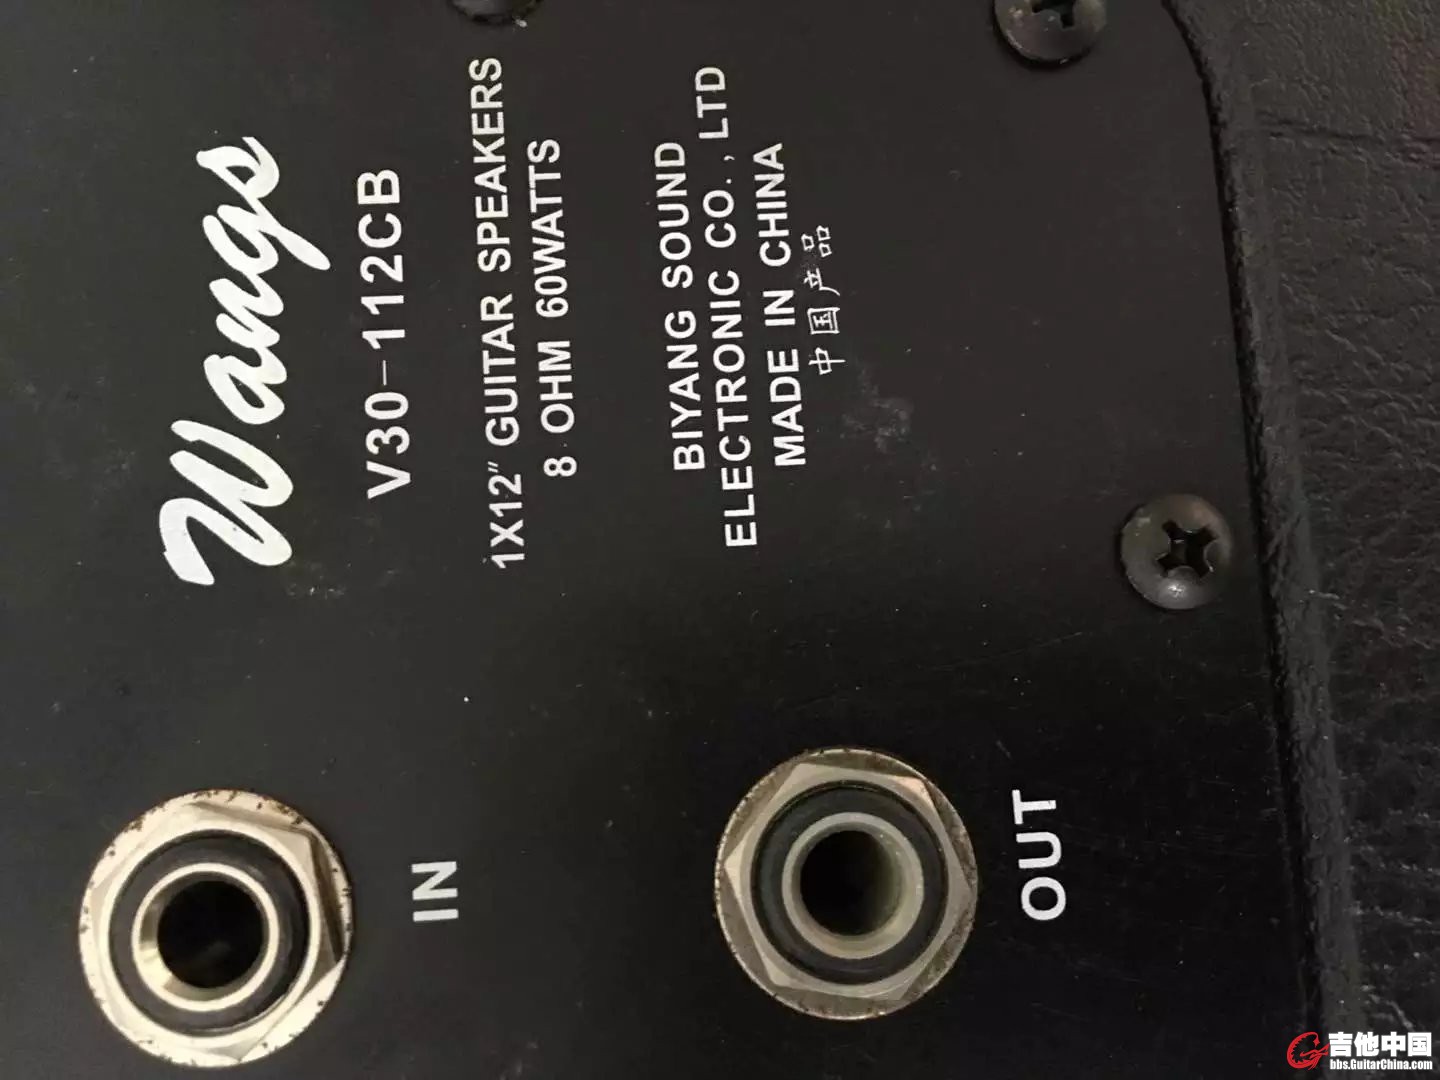 Wangs
V30-112CB
1X12" GUITAR SPEAKERS
8 OHM 60WATTS
BIYANG SOUND
ELECTRONIC CO.,LTD
MADE IN CHINA
中国产品
IN
OUT
吉他中国
bbs.GuitarChina.com